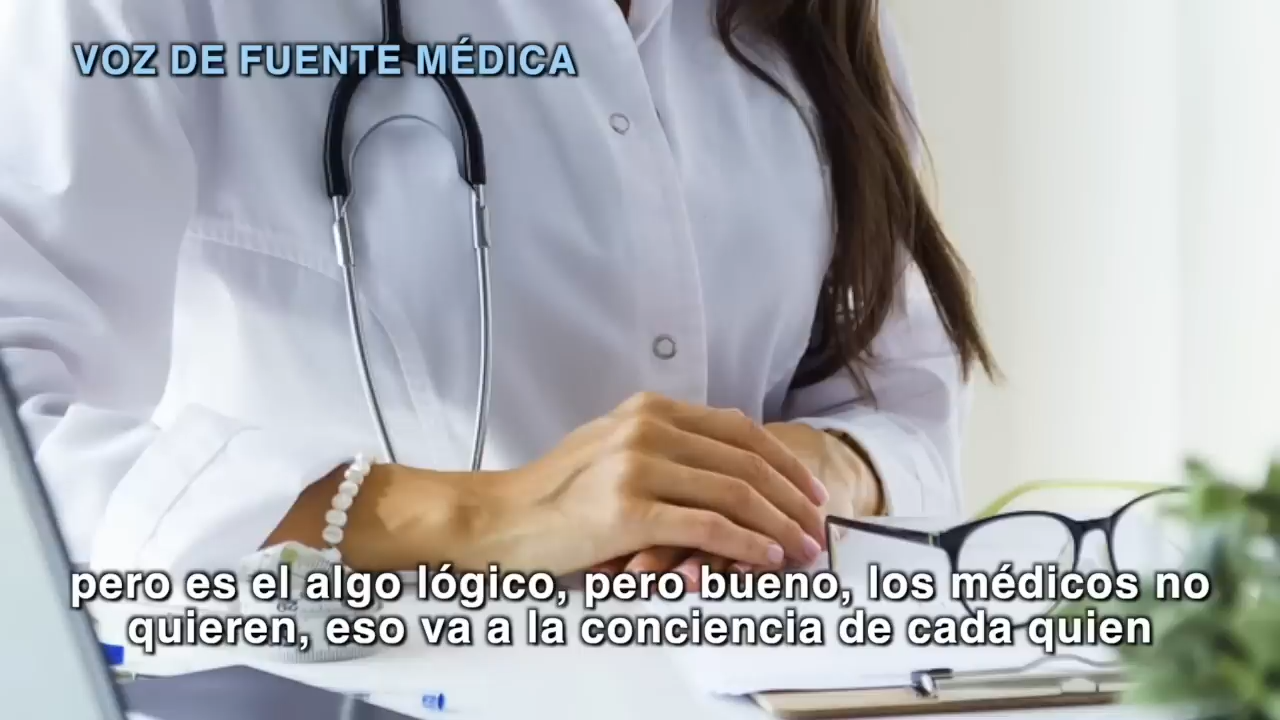 VOZ DE FUENTE MÉDICA
pero es el algo lógico, pero bueno, los médicos no
quieren, eso va a la conciencia de cada quien